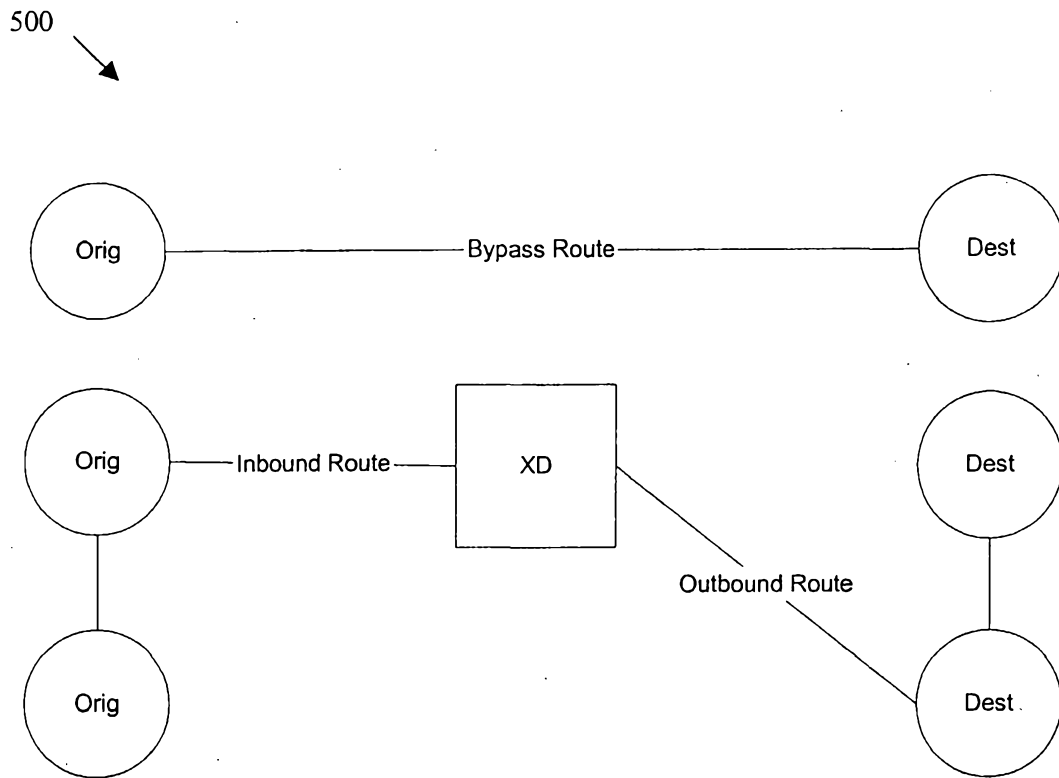 500
Orig
Bypass Route
Dest
Orig
Inbound Route
XD
Dest
Outbound Route
Orig
Dest